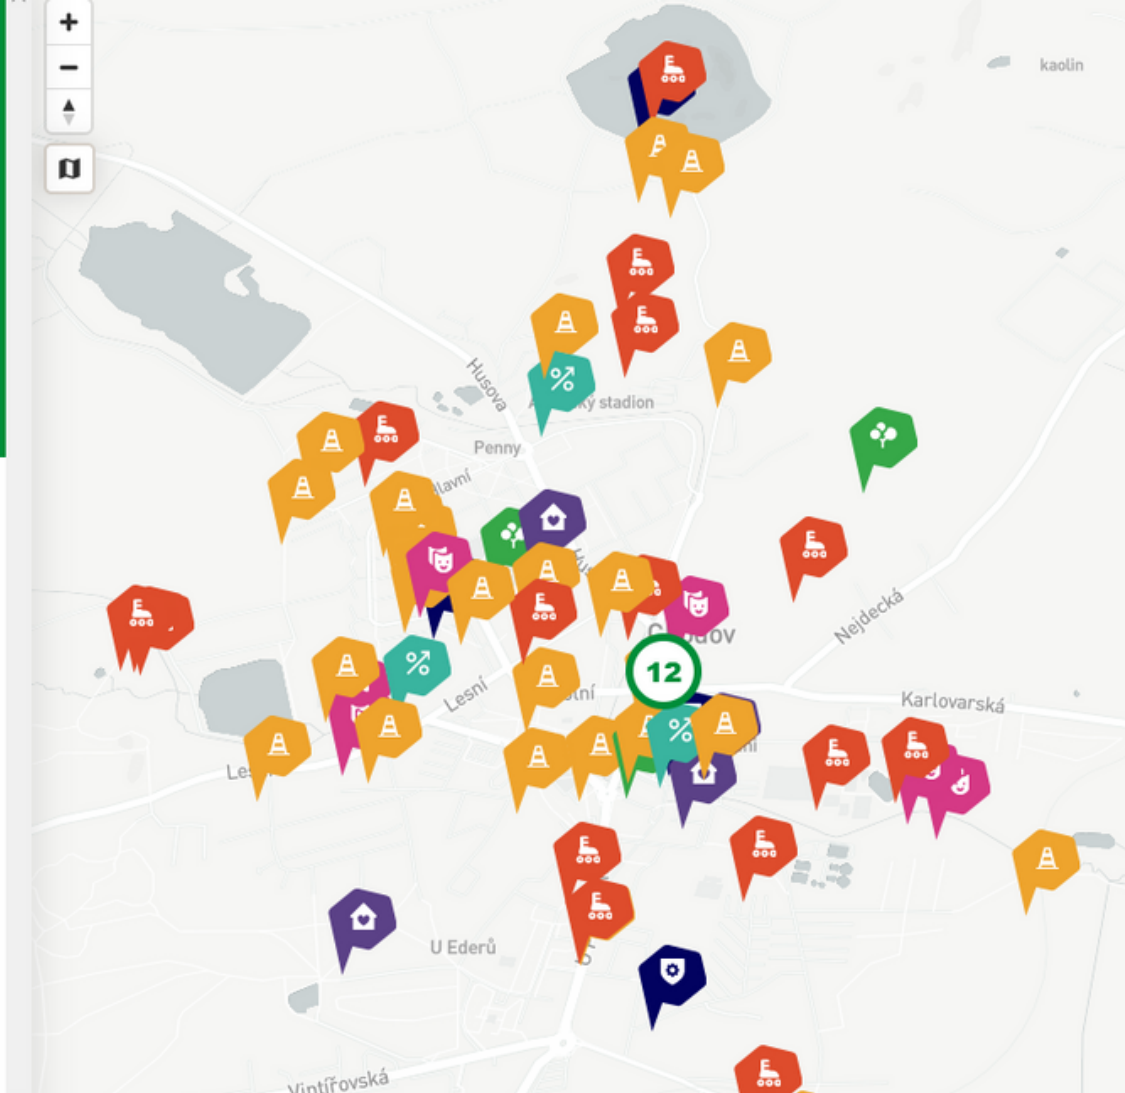 +
−
kaolin
Husova
stadion
Penny
Nejdecká
12
Lesní
Karlovarská
U Ederů
Vintířovská